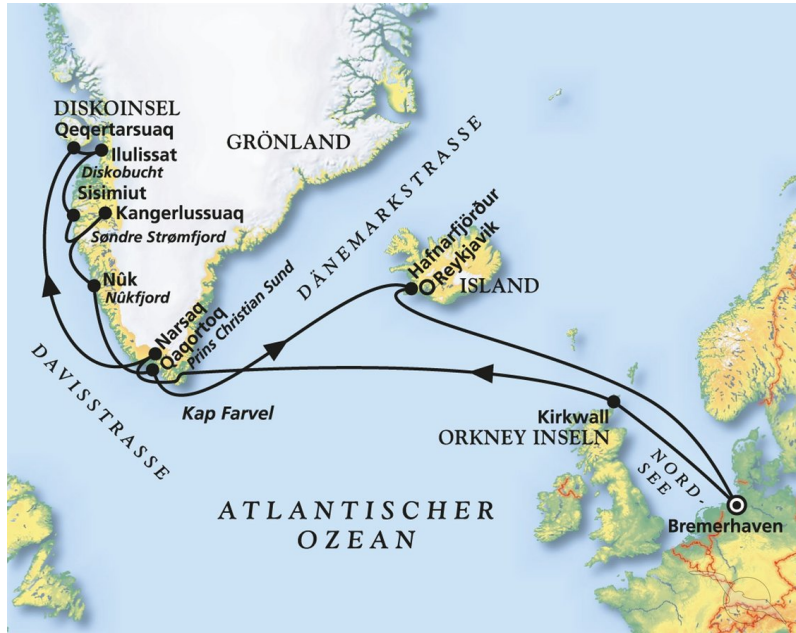 DISKOINSEL
Qeqertarsuaq
Ilulissat
Diskobucht
Sisimiut
Kangerlussuaq
Søndre Strømfjord
Nûk
Nûkfjord
Narsaq
Qaqortoq
Prins Christian Sund
Kap Farvel
DAVISSTRASSE
GRÖNLAND
DÄNEMARKSTRASSE
Hafnarfjörður
Reykjavik
ISLAND
Kirkwall
ORKNEY INSELN
NORD-
SEE
Bremerhaven
ATLANTISCHER
OZEAN